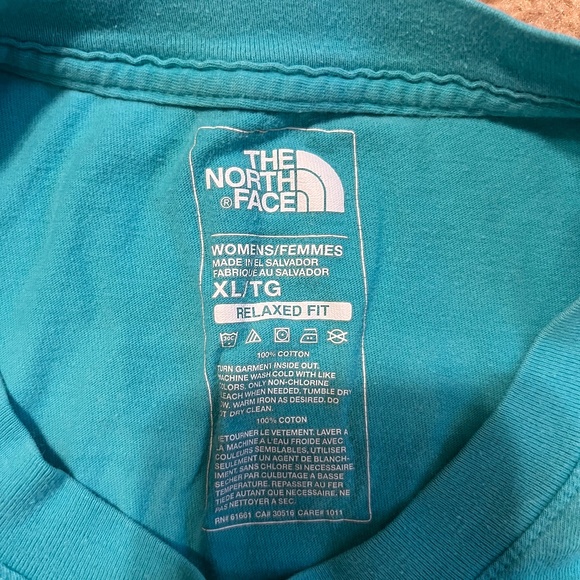 THE
NORTH
® FACE
WOMENS/FEMMES
MADE IN EL SALVADOR
FABRIQUÉ AU SALVADOR
XL/TG
RELAXED FIT
30C
100% COTTON
TURN GARMENT INSIDE OUT.
MACHINE WASH COLD WITH LIKE
COLORS. ONLY NON-CHLORINE
BLEACH WHEN NEEDED. TUMBLE DRY
LOW. WARM IRON AS DESIRED. DO
NOT DRY CLEAN.
100% COTON
RETOURNER LE VETEMENT. LAVER A
LA MACHINE A L'EAU FROIDE AVEC
COULEURS SEMBLABLES, UTILISER
SEULEMENT UN AGENT DE BLANCH-
IMENT, SANS CHLORE SI NECESSAIRE.
SECHER PAR CULBUTAGE A BASSE
TEMPERATURE. REPASSER AU FER
TIEDE AUTANT QUE NECESSAIRE. NE
PAS NETTOYER A SEC.
RN# 61661 CA# 30516 CARE# 1011